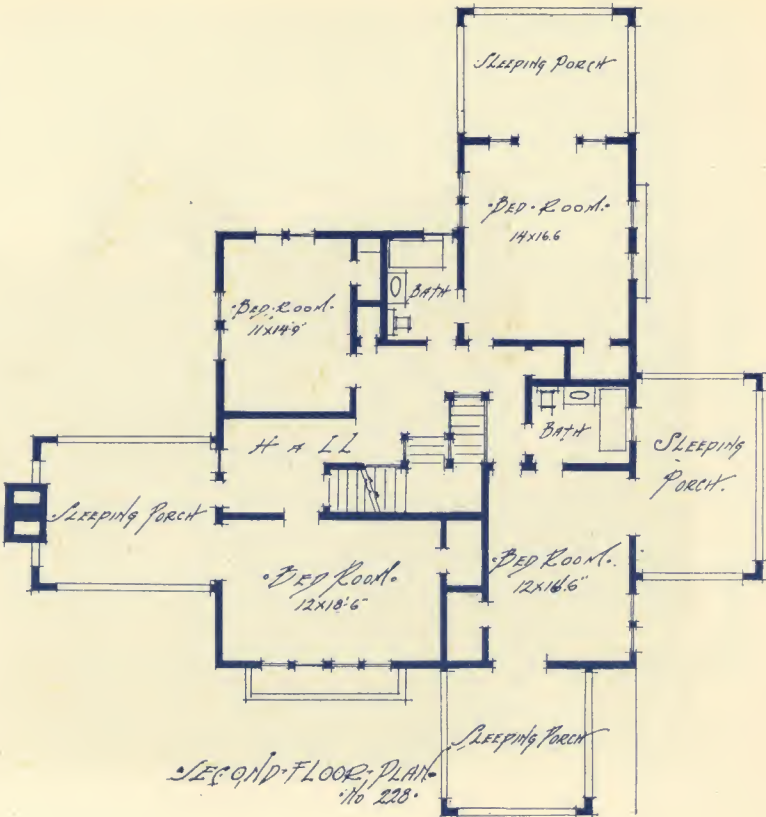 SLEEPING PORCH
·BED·ROOM·
14x16.6
·BED·ROOM·
11x14'9"
BATH
HALL
BATH
SLEEPING
PORCH.
SLEEPING PORCH
·BED ROOM·
12x18'-6"
·BED ROOM·
12x16'.6"
SLEEPING PORCH
·SECOND·FLOOR·PLAN·
·No 228·